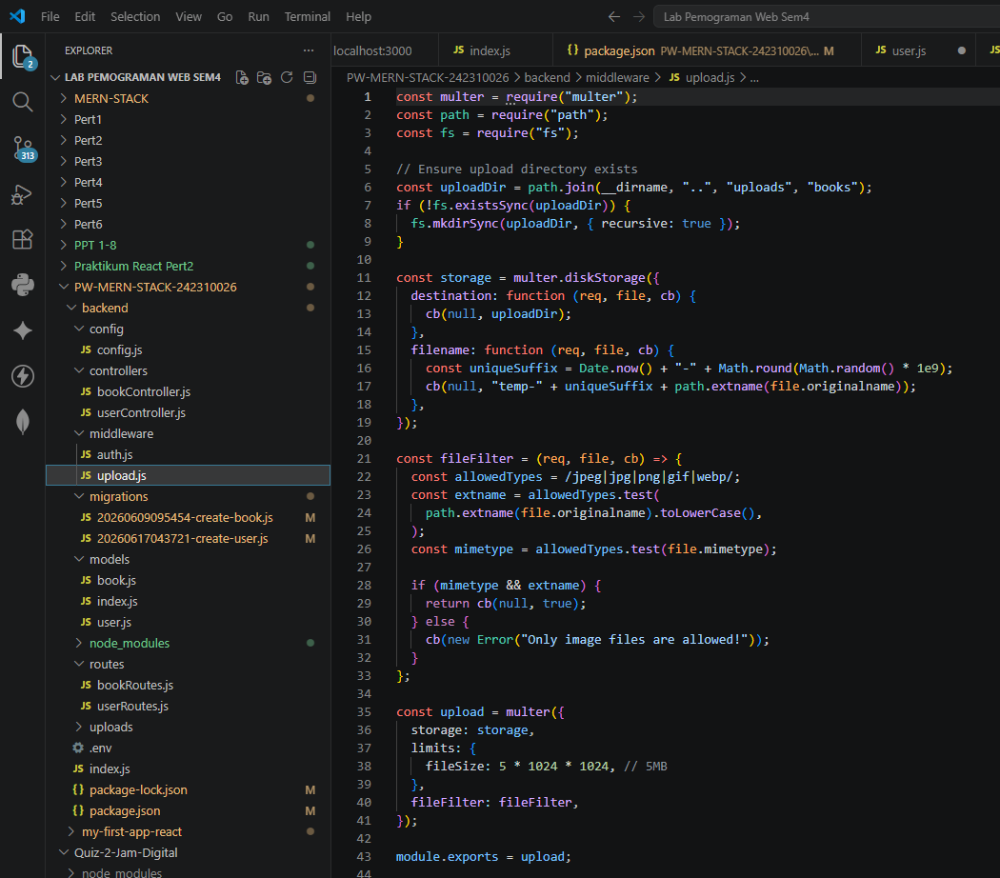 File Edit Selection View Go Run Terminal Help
Lab Pemograman Web Sem4
EXPLORER
localhost:3000
JS index.js
{} package.json PW-MERN-STACK-242310026\... M
JS user.js
JS
PW-MERN-STACK-242310026 > backend > middleware > JS upload.js > ...
2
313
LAB PEMOGRAMAN WEB SEM4
MERN-STACK
Pert1
Pert2
Pert3
Pert4
Pert5
Pert6
PPT 1-8
Praktikum React Pert2
PW-MERN-STACK-242310026
backend
config
JS config.js
controllers
JS bookController.js
JS userController.js
middleware
JS auth.js
JS upload.js
migrations
JS 20260609095454-create-book.js M
JS 20260617043721-create-user.js M
models
JS book.js
JS index.js
JS user.js
node_modules
routes
JS bookRoutes.js
JS userRoutes.js
uploads
.env
JS index.js
{} package-lock.json M
{} package.json M
my-first-app-react
Quiz-2-Jam-Digital
node_modules
1 const multer = require("multer");
2 const path = require("path");
3 const fs = require("fs");
4
5 // Ensure upload directory exists
6 const uploadDir = path.join(__dirname, "..", "uploads", "books");
7 if (!fs.existsSync(uploadDir)) {
8 fs.mkdirSync(uploadDir, { recursive: true });
9 }
10
11 const storage = multer.diskStorage({
12 destination: function (req, file, cb) {
13 cb(null, uploadDir);
14 },
15 filename: function (req, file, cb) {
16 const uniqueSuffix = Date.now() + "-" + Math.round(Math.random() * 1e9);
17 cb(null, "temp-" + uniqueSuffix + path.extname(file.originalname));
18 },
19 });
20
21 const fileFilter = (req, file, cb) => {
22 const allowedTypes = /jpeg|jpg|png|gif|webp/;
23 const extname = allowedTypes.test(
24 path.extname(file.originalname).toLowerCase(),
25 );
26 const mimetype = allowedTypes.test(file.mimetype);
27
28 if (mimetype && extname) {
29 return cb(null, true);
30 } else {
31 cb(new Error("Only image files are allowed!"));
32 }
33 };
34
35 const upload = multer({
36 storage: storage,
37 limits: {
38 fileSize: 5 * 1024 * 1024, // 5MB
39 },
40 fileFilter: fileFilter,
41 });
42
43 module.exports = upload;
44